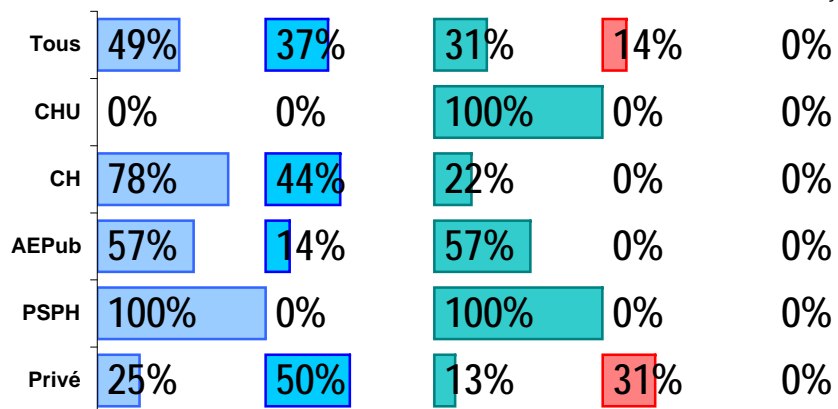 Tous 49% 37% 31% 14% 0%
CHU 0% 0% 100% 0% 0%
CH 78% 44% 22% 0% 0%
AEPub 57% 14% 57% 0% 0%
PSPH 100% 0% 100% 0% 0%
Privé 25% 50% 13% 31% 0%